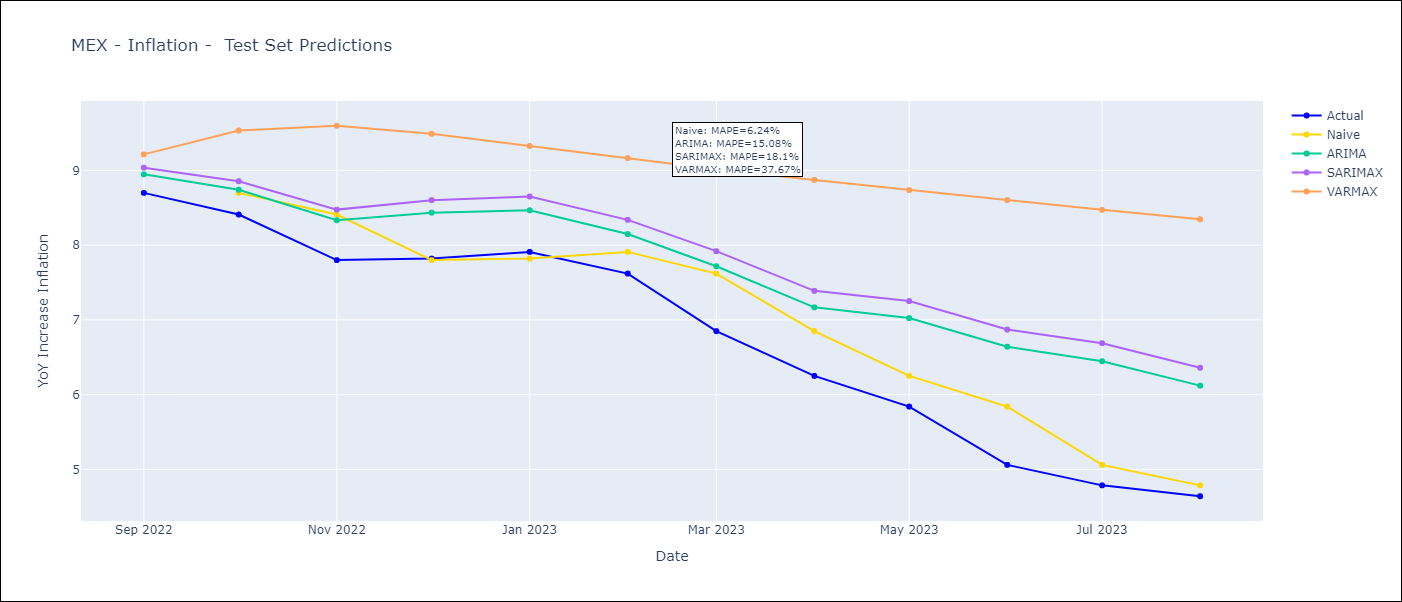 MEX - Inflation -  Test Set Predictions
Actual
Naive
ARIMA
SARIMAX
VARMAX
Naive: MAPE=6.24%
ARIMA: MAPE=15.08%
SARIMAX: MAPE=18.1%
VARMAX: MAPE=37.67%
YoY Increase Inflation
9
8
7
6
5
Sep 2022
Nov 2022
Jan 2023
Mar 2023
May 2023
Jul 2023
Date